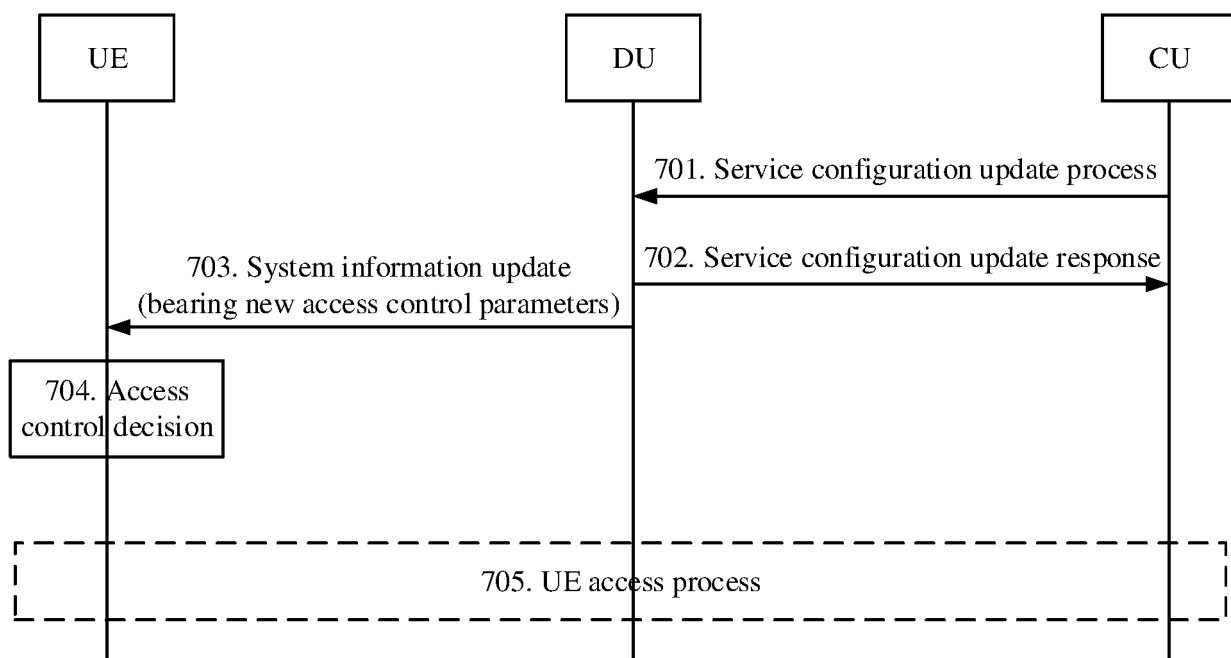 UE
DU
CU
701. Service configuration update process
702. Service configuration update response
703. System information update
(bearing new access control parameters)
704. Access
control decision
705. UE access process